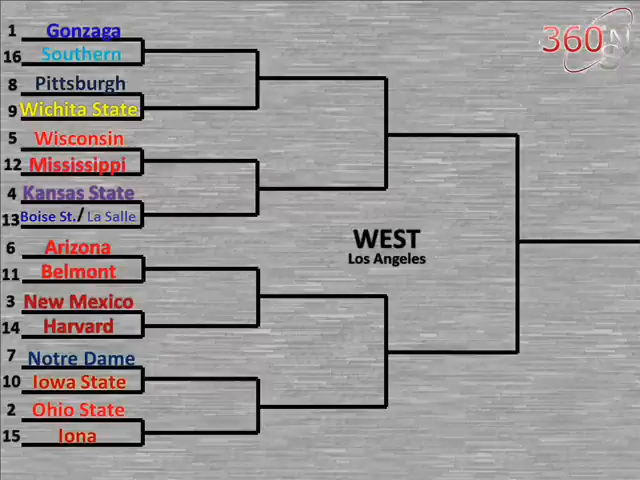 1 Gonzaga
16 Southern
8 Pittsburgh
9 Wichita State
5 Wisconsin
12 Mississippi
4 Kansas State
13 Boise St./ La Salle
6 Arizona
11 Belmont
3 New Mexico
14 Harvard
7 Notre Dame
10 Iowa State
2 Ohio State
15 Iona
WEST
Los Angeles
360
NS